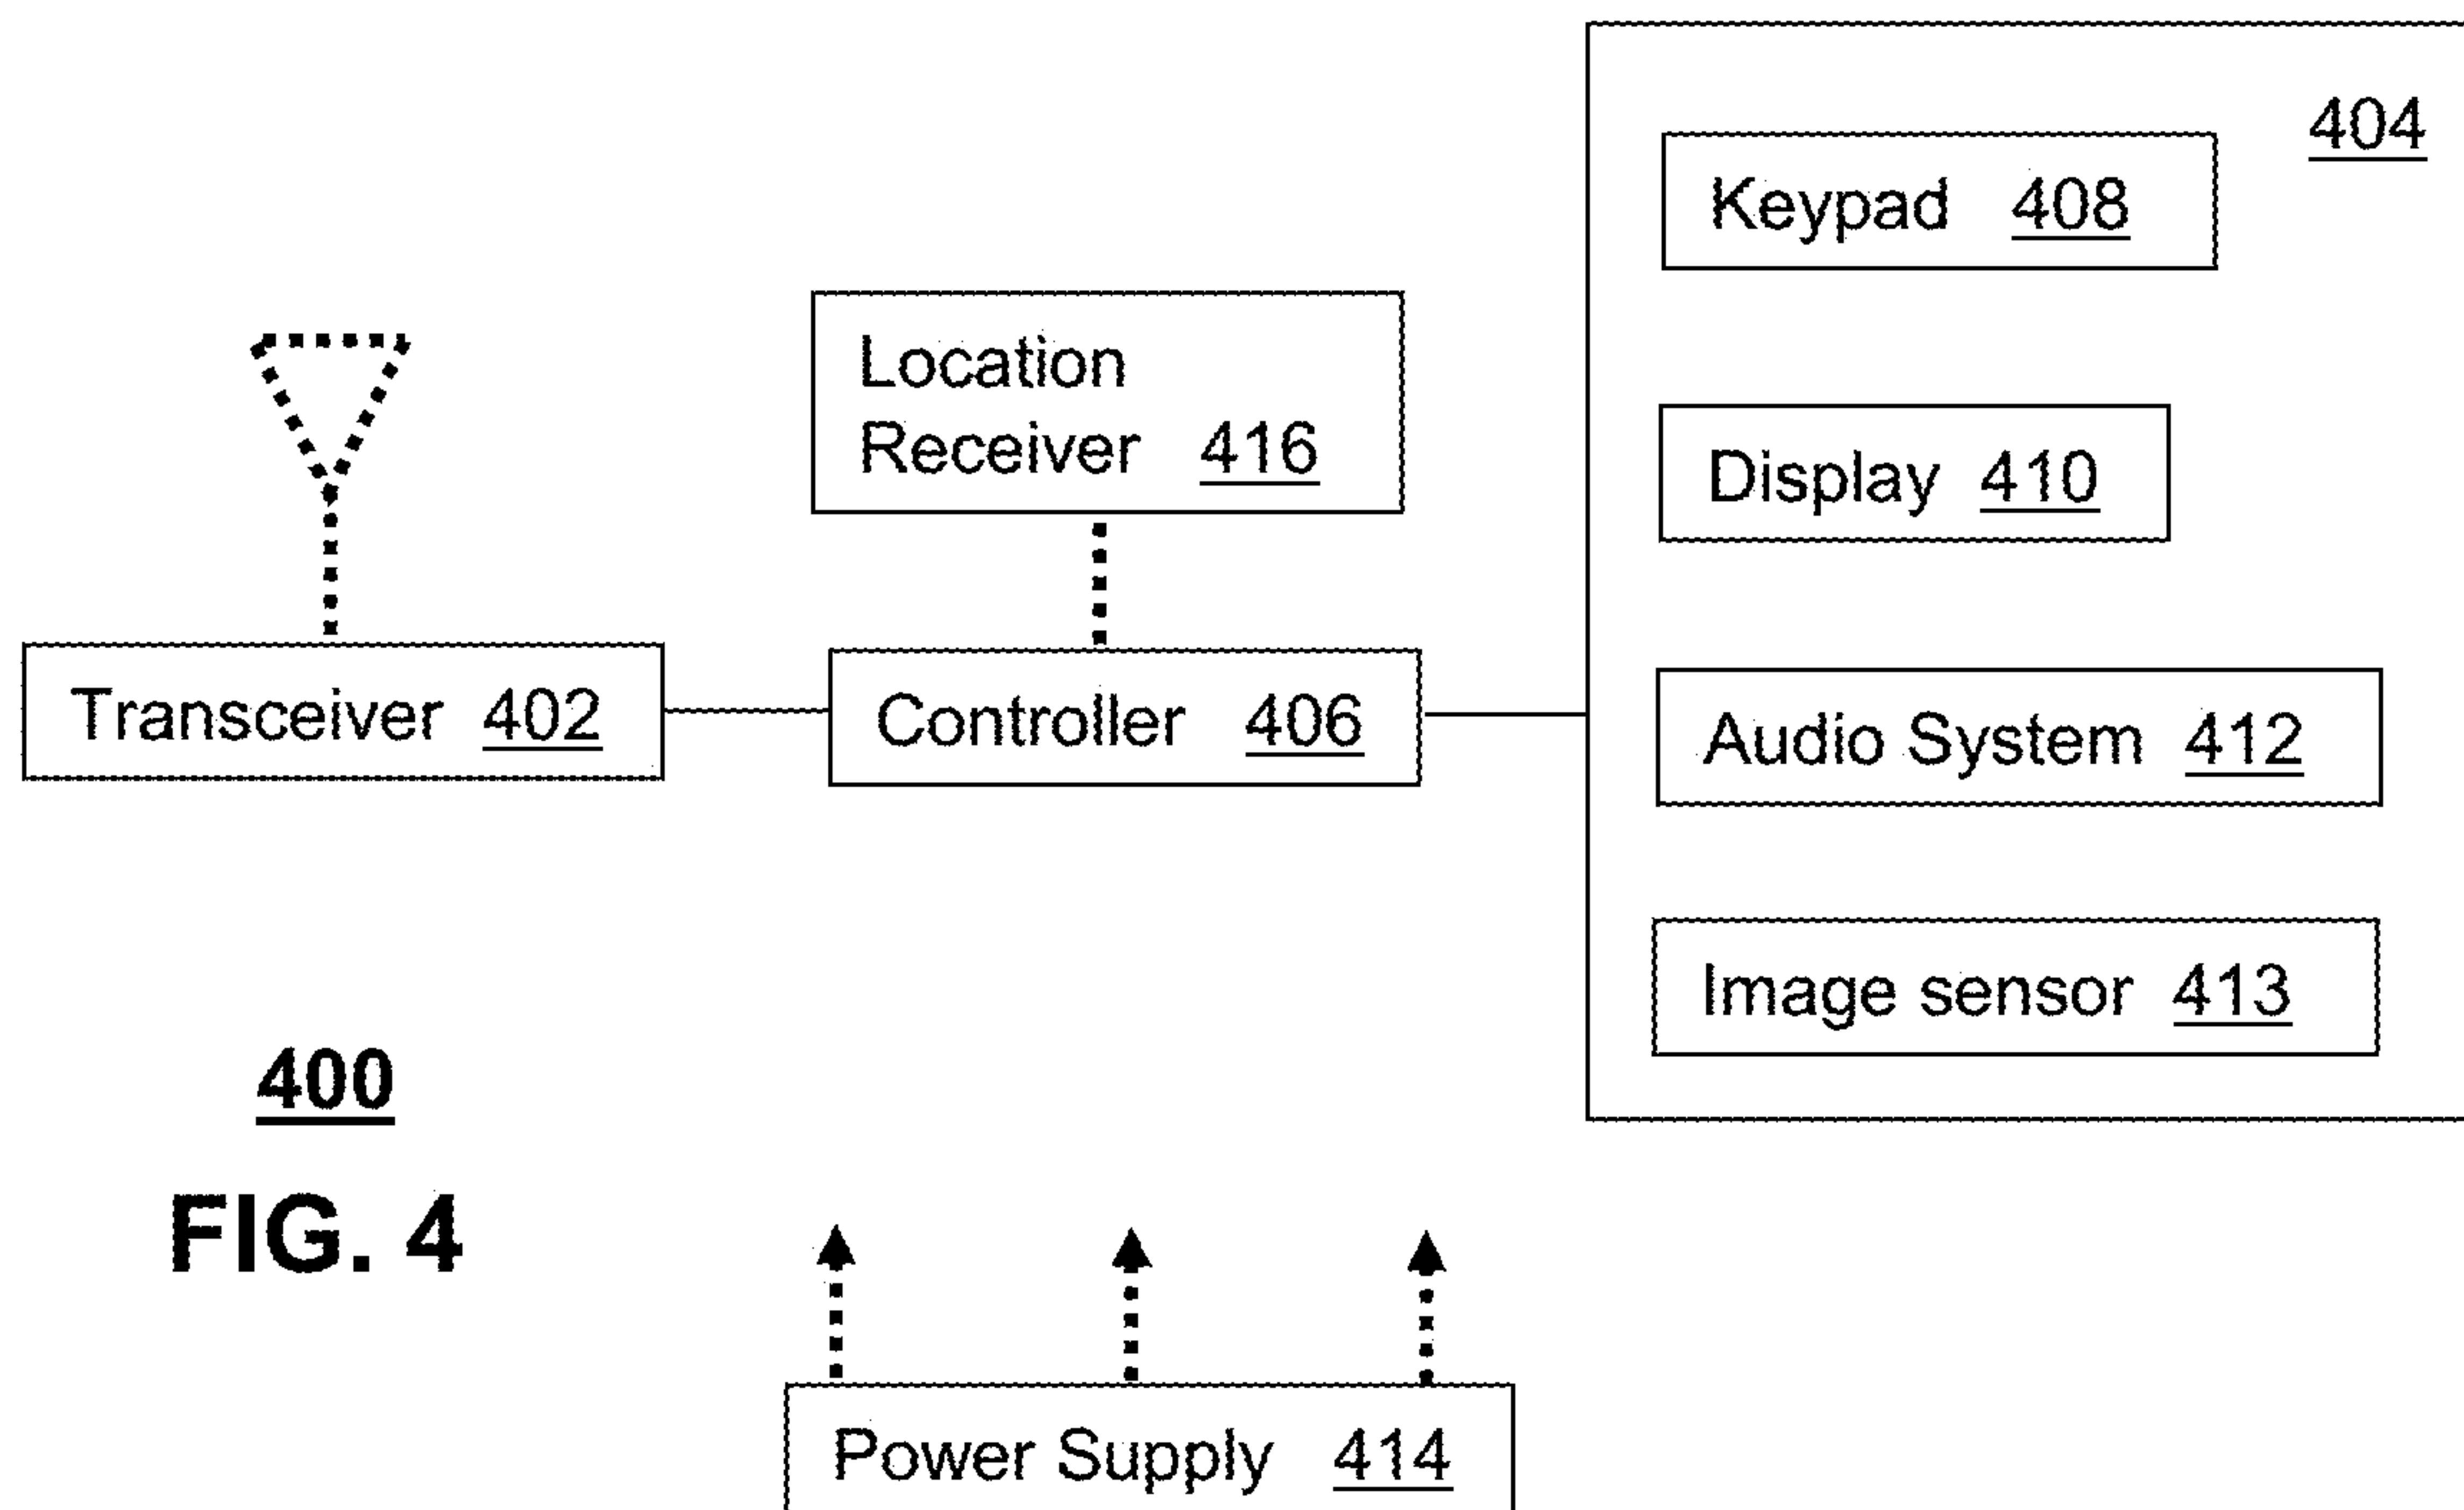 404
Keypad 408
Location
Receiver 416
Display 410
Transceiver 402
Controller 406
Audio System 412
Image sensor 413
400
FIG. 4
Power Supply 414